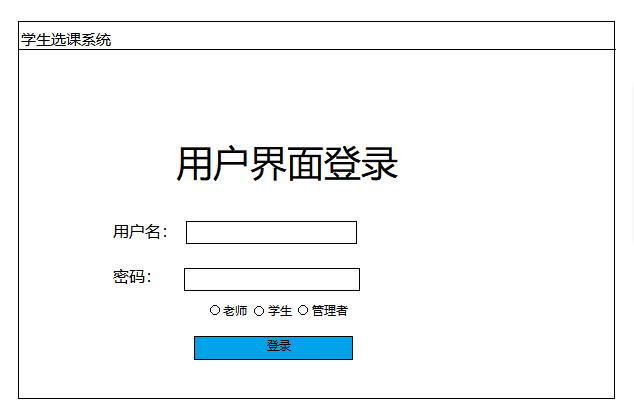 学生选课系统
用户界面登录
用户名：
密码：
老师 学生 管理者
登录